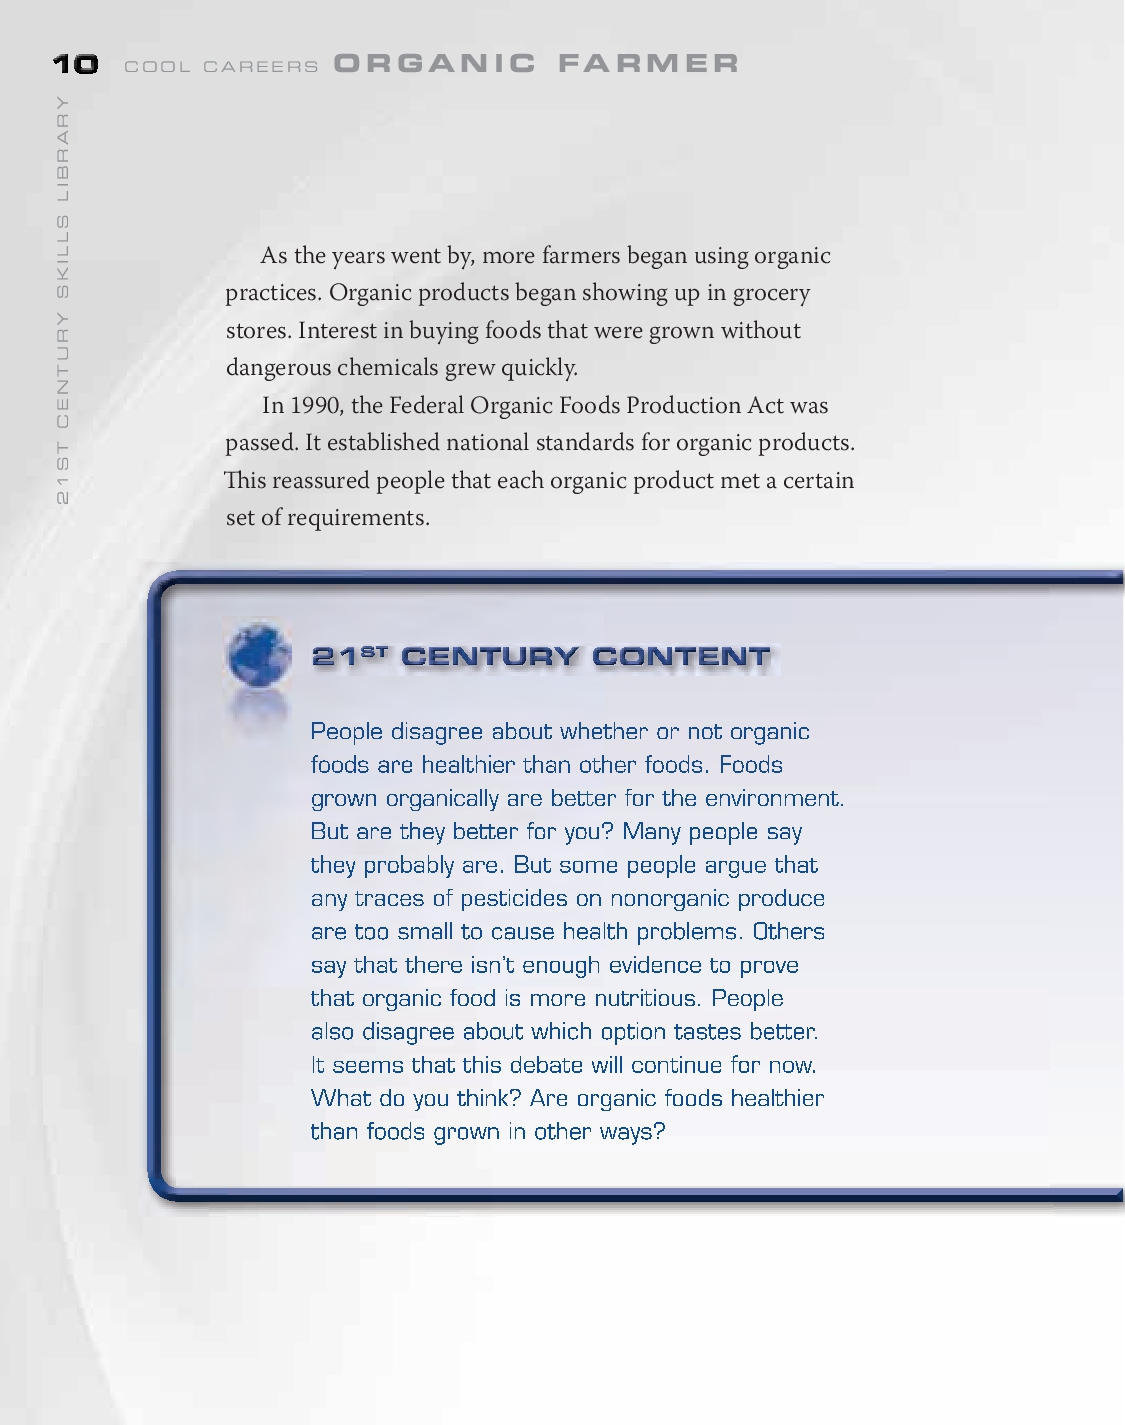 10 COOL CAREERS ORGANIC FARMER
21ST CENTURY SKILLS LIBRARY
As the years went by, more farmers began using organic
practices. Organic products began showing up in grocery
stores. Interest in buying foods that were grown without
dangerous chemicals grew quickly.
In 1990, the Federal Organic Foods Production Act was
passed. It established national standards for organic products.
This reassured people that each organic product met a certain
set of requirements.
21ST CENTURY CONTENT
People disagree about whether or not organic
foods are healthier than other foods. Foods
grown organically are better for the environment.
But are they better for you? Many people say
they probably are. But some people argue that
any traces of pesticides on nonorganic produce
are too small to cause health problems. Others
say that there isn't enough evidence to prove
that organic food is more nutritious. People
also disagree about which option tastes better.
It seems that this debate will continue for now.
What do you think? Are organic foods healthier
than foods grown in other ways?